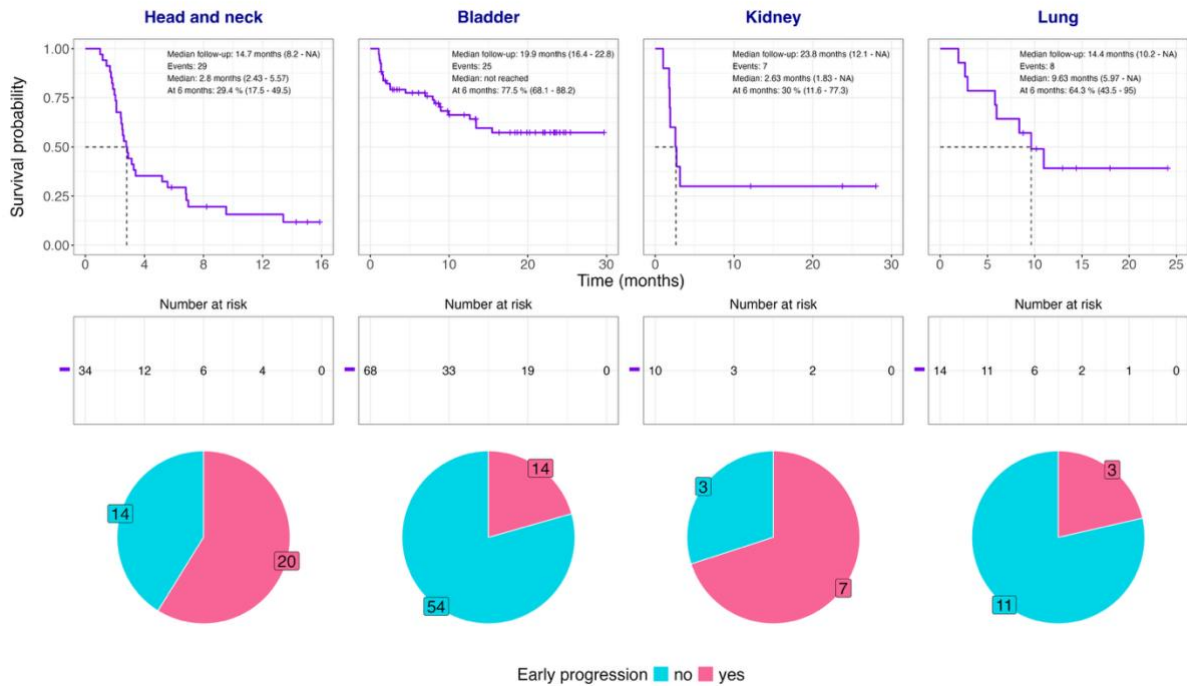 Head and neck
Bladder
Kidney
Lung
Survival probability
1.00
0.75
0.50
0.25
0.00
Median follow-up: 14.7 months (8.2 - NA)
Events: 29
Median: 2.8 months (2.43 - 5.57)
At 6 months: 29.4 % (17.5 - 49.5)
0 4 8 12 16
Median follow-up: 19.9 months (16.4 - 22.8)
Events: 25
Median: not reached
At 6 months: 77.5 % (68.1 - 88.2)
0 10 20 30
Median follow-up: 23.8 months (12.1 - NA)
Events: 7
Median: 2.63 months (1.83 - NA)
At 6 months: 30 % (11.6 - 77.3)
0 10 20 30
Median follow-up: 14.4 months (10.2 - NA)
Events: 8
Median: 9.63 months (5.97 - NA)
At 6 months: 64.3 % (43.5 - 95)
0 5 10 15 20 25
Time (months)
Number at risk
34 12 6 4 0
Number at risk
68 33 19 0
Number at risk
10 3 2 0
Number at risk
14 11 6 2 1 0
14
20
14
54
3
7
3
11
Early progression no yes